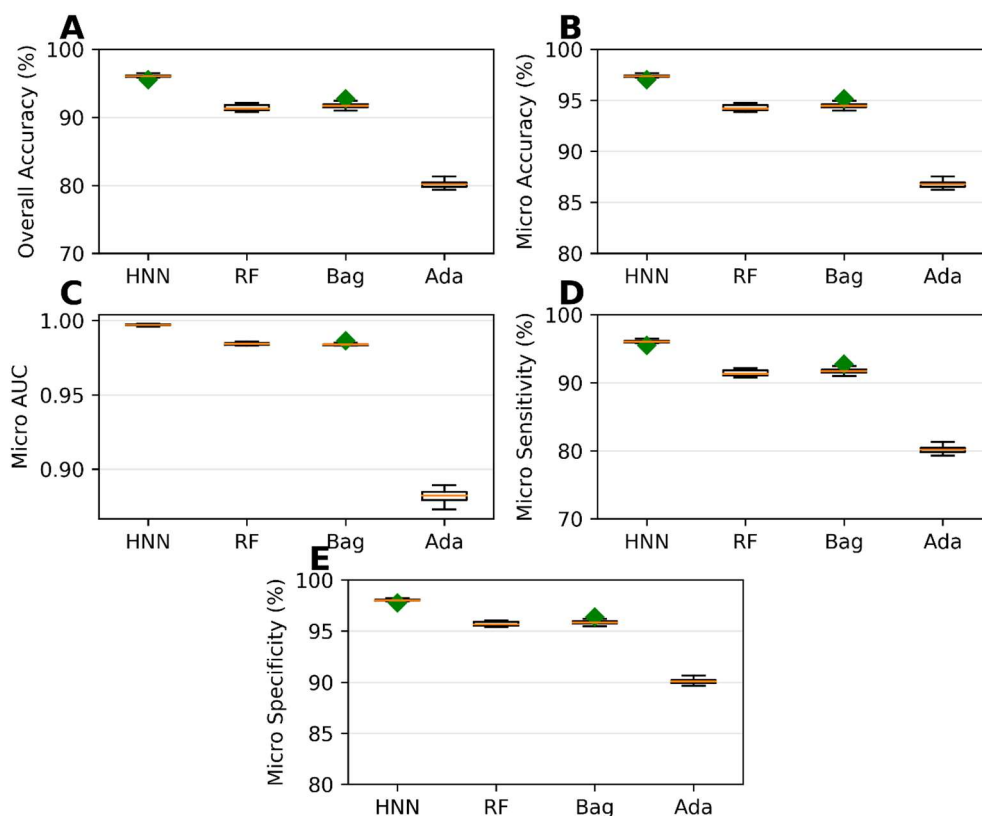 A
B
Overall Accuracy (%)
100
90
80
70
HNN RF Bag Ada
Micro Accuracy (%)
100
95
90
85
80
HNN RF Bag Ada
C
D
Micro AUC
1.00
0.95
0.90
HNN RF Bag Ada
Micro Sensitivity (%)
100
90
80
70
HNN RF Bag Ada
E
Micro Specificity (%)
100
95
90
85
80
HNN RF Bag Ada